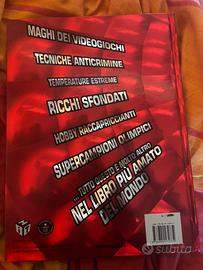 MAGHI DEI VIDEOGIOCHI
TECNICHE ANTICRIMINE
TEMPERATURE ESTREME
RICCHI SFONDATI
HOBBY RACCAPRICCIANTI
SUPERCAMPIONI OLIMPICI
... TUTTO QUESTO E MOLTO ALTRO
NEL LIBRO PIÙ AMATO
DEL MONDO
subito